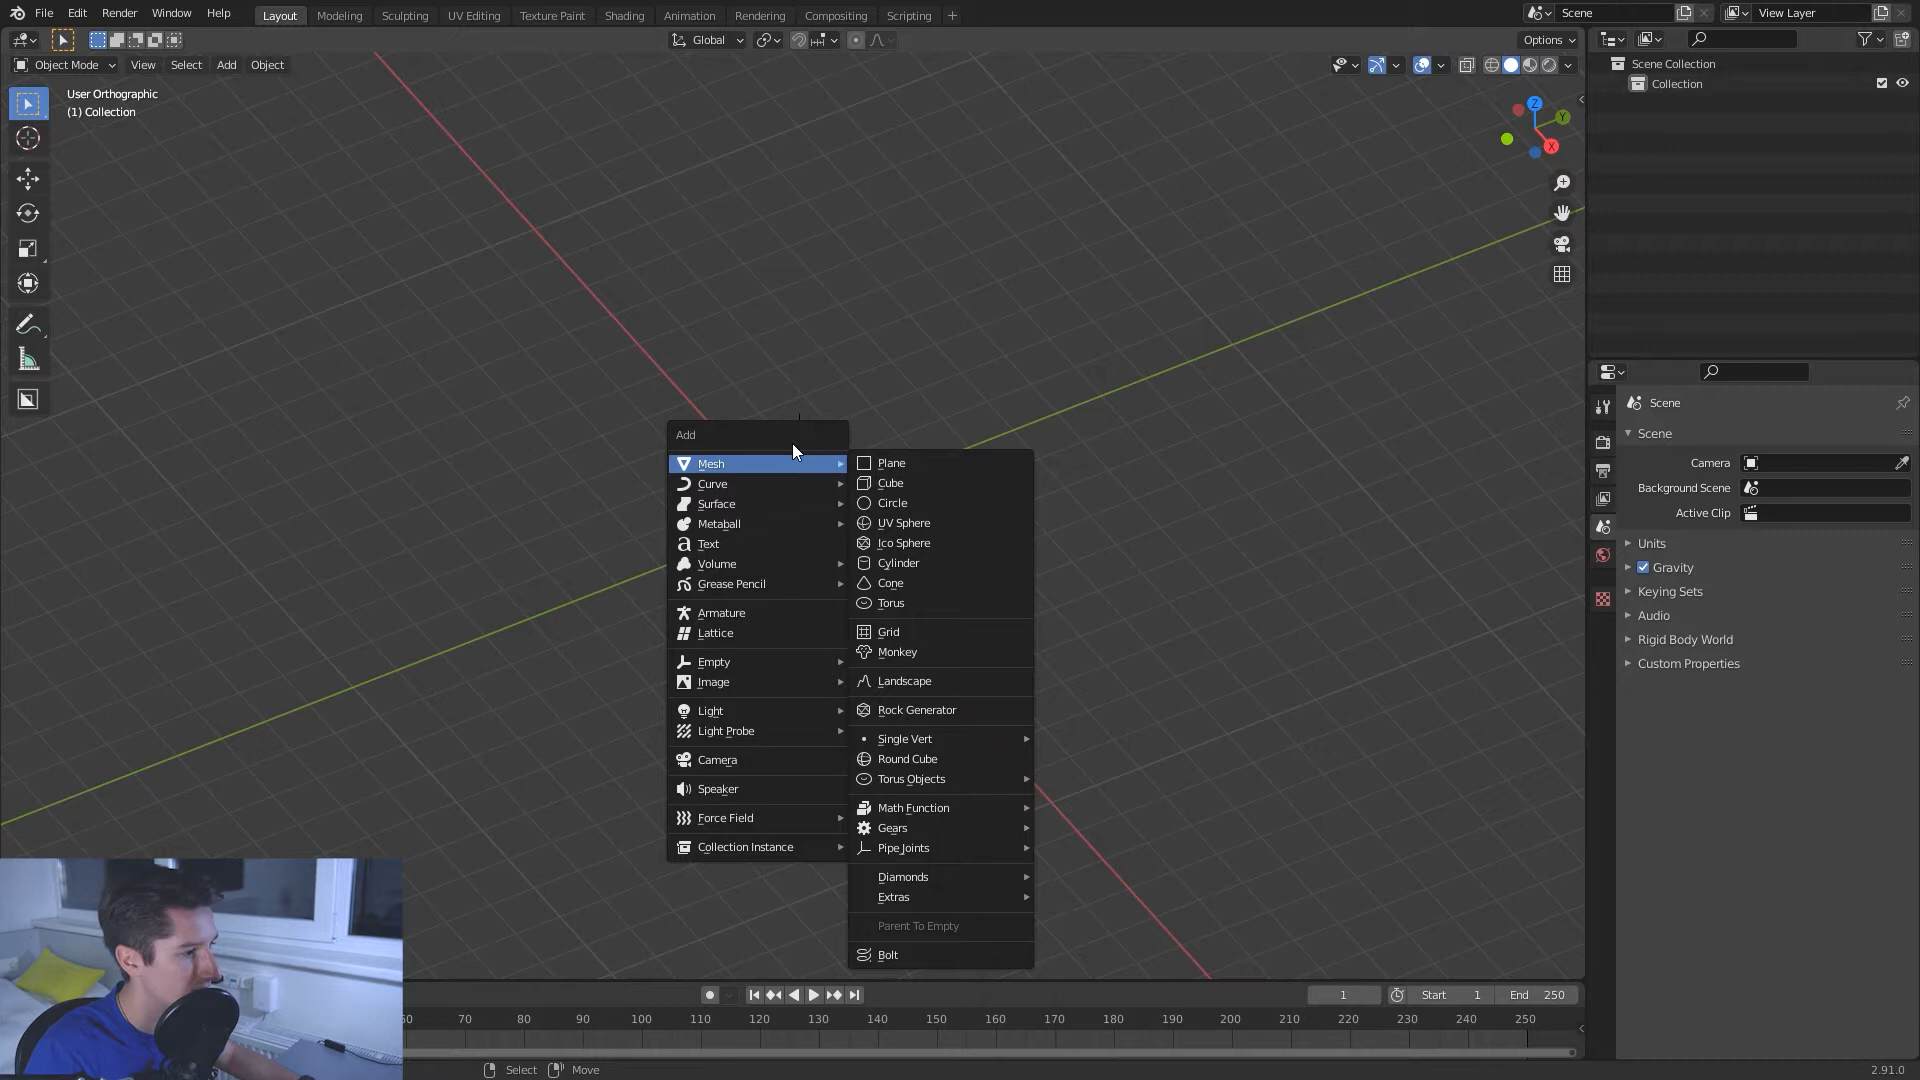 File Edit Render Window Help
Layout Modeling Sculpting UV Editing Texture Paint Shading Animation Rendering Compositing Scripting +
Scene
View Layer
Global
Options
Object Mode View Select Add Object
User Orthographic
(1) Collection
Z
Y
X
Scene Collection
Collection
Add
Mesh
Curve
Surface
Metaball
Text
Volume
Grease Pencil
Armature
Lattice
Empty
Image
Light
Light Probe
Camera
Speaker
Force Field
Collection Instance
Plane
Cube
Circle
UV Sphere
Ico Sphere
Cylinder
Cone
Torus
Grid
Monkey
Landscape
Rock Generator
Single Vert
Round Cube
Torus Objects
Math Function
Gears
Pipe Joints
Diamonds
Extras
Parent To Empty
Bolt
Scene
Scene
Camera
Background Scene
Active Clip
Units
Gravity
Keying Sets
Audio
Rigid Body World
Custom Properties
1 Start 1 End 250
60 70 80 90 100 110 120 130 140 150 160 170 180 190 200 210 220 230 240 250
Select Move
2.91.0